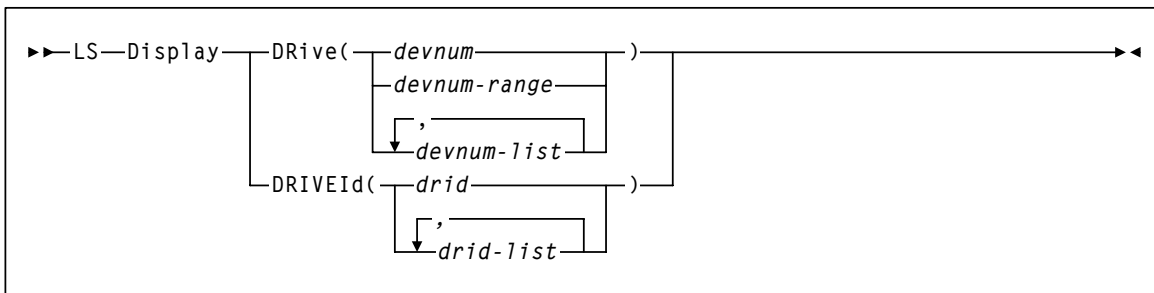 LS Display DRive( devnum )
devnum-range
,
devnum-list
DRIVEId( drid )
,
drid-list